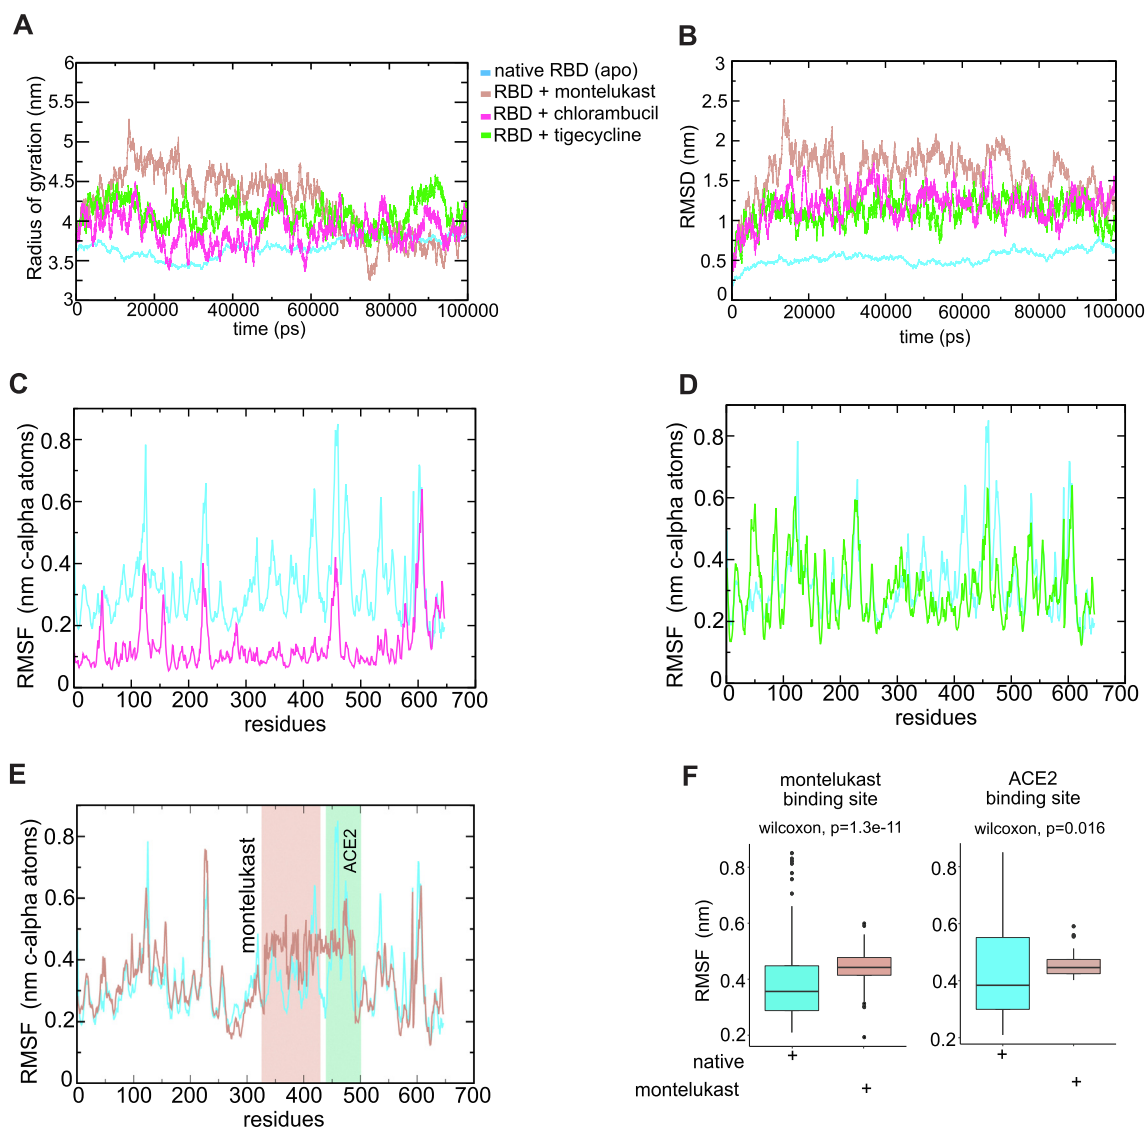 A
6
5.5
5
4.5
4
3.5
3
Radius of gyration (nm)
0 20000 40000 60000 80000 100000
time (ps)
native RBD (apo)
RBD + montelukast
RBD + chlorambucil
RBD + tigecycline
B
3
2.5
2
1.5
1
0.5
0
RMSD (nm)
20000 40000 60000 80000 100000
time (ps)
C
0.8
0.6
0.4
0.2
0
RMSF (nm c-alpha atoms)
0 100 200 300 400 500 600 700
residues
D
0.8
0.6
0.4
0.2
0
RMSF (nm c-alpha atoms)
0 100 200 300 400 500 600 700
residues
E
0.8
0.6
0.4
0.2
0
RMSF (nm c-alpha atoms)
montelukast
ACE2
0 100 200 300 400 500 600 700
residues
F
montelukast
binding site
wilcoxon, p=1.3e-11
0.8
0.6
0.4
0.2
RMSF (nm)
ACE2
binding site
wilcoxon, p=0.016
0.8
0.6
0.4
0.2
native + +
montelukast + +